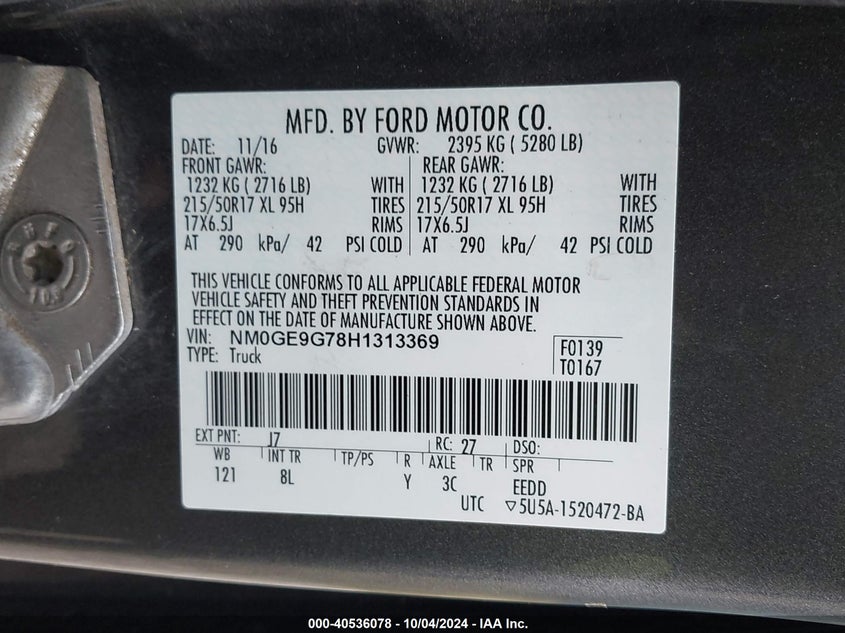 MFD. BY FORD MOTOR CO.
DATE: 11/16 GVWR: 2395 KG ( 5280 LB)
FRONT GAWR: REAR GAWR:
1232 KG ( 2716 LB) WITH 1232 KG ( 2716 LB) WITH
215/50R17 XL 95H TIRES 215/50R17 XL 95H TIRES
17X6.5J RIMS 17X6.5J RIMS
AT 290 kPa/ 42 PSI COLD AT 290 kPa/ 42 PSI COLD
THIS VEHICLE CONFORMS TO ALL APPLICABLE FEDERAL MOTOR
VEHICLE SAFETY AND THEFT PREVENTION STANDARDS IN
EFFECT ON THE DATE OF MANUFACTURE SHOWN ABOVE.
VIN: NM0GE9G78H1313369 F0139
TYPE: Truck T0167
EXT PNT: J7 RC: 27 DSO:
WB INT TR TP/PS R AXLE TR SPR
121 8L Y 3C EEDD
UTC ▽5U5A-1520472-BA
000-40536078 - 10/04/2024 - IAA Inc.